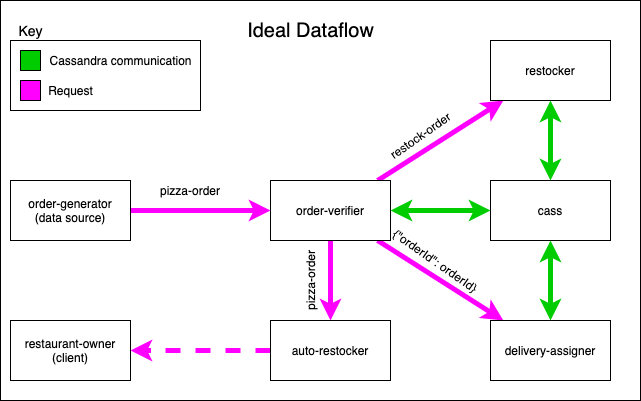 Ideal Dataflow
Key
Cassandra communication
Request
restocker
restock-order
order-generator
(data source)
pizza-order
order-verifier
cass
{"orderId": orderId}
pizza-order
restaurant-owner
(client)
auto-restocker
delivery-assigner